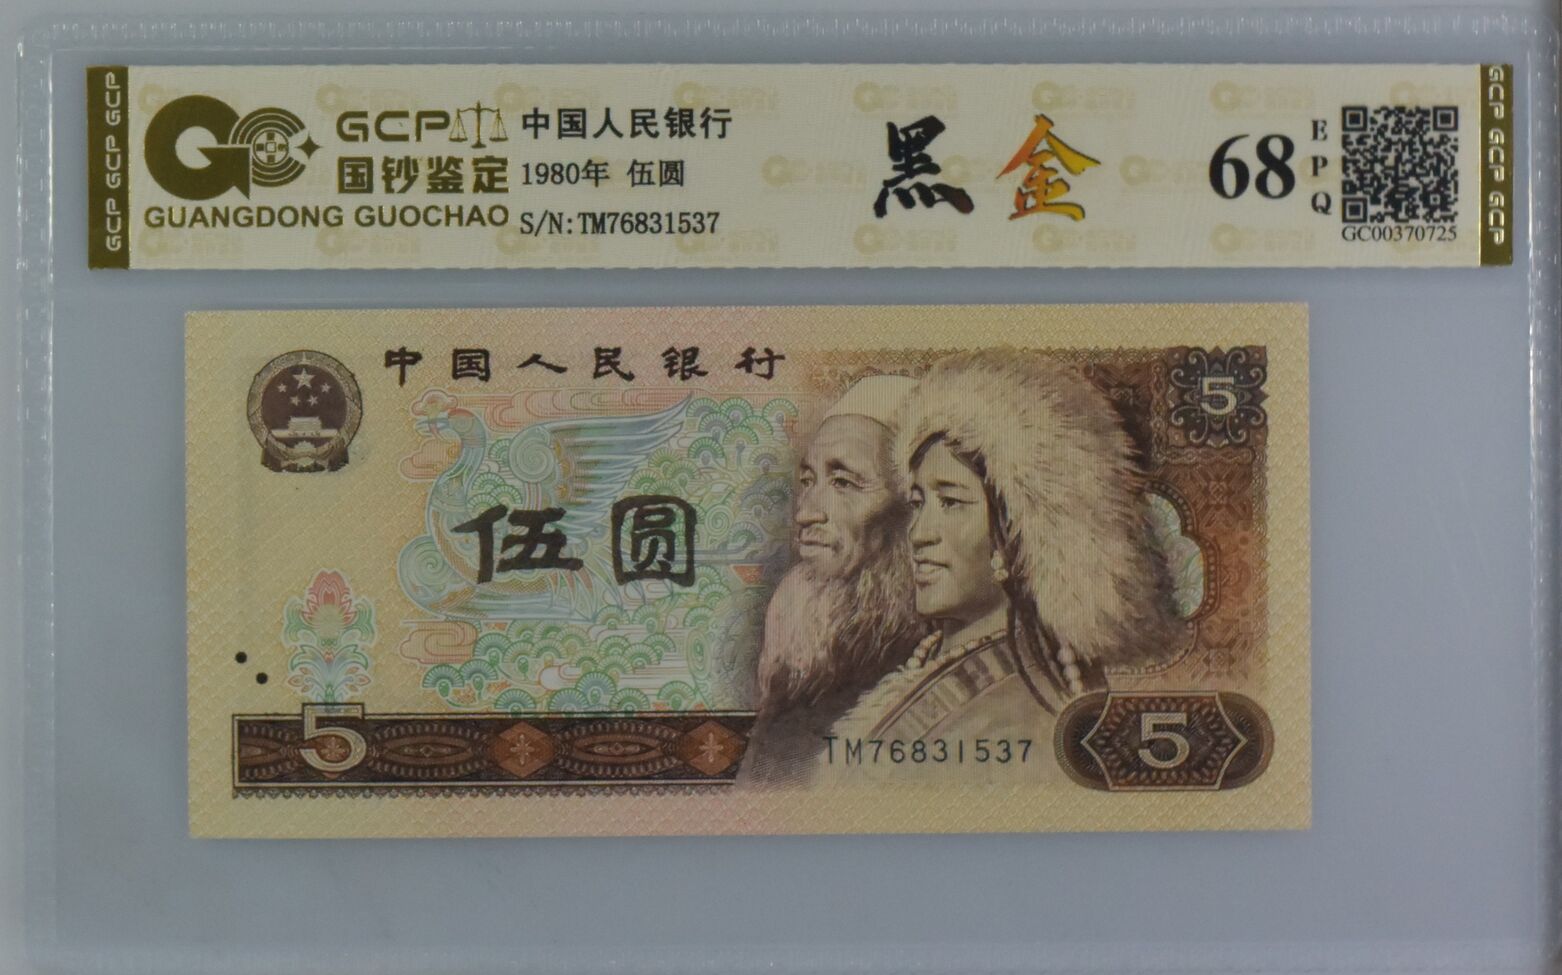 GCP GCP GCP
GCP
国钞鉴定
GUANGDONG GUOCHAO
中国人民银行
1980年 伍圆
S/N:TM76831537
黑金
68
EPQ
GC00370725
GCP GCP GCP
中国人民银行
5
伍圆
5
TM76831537
5